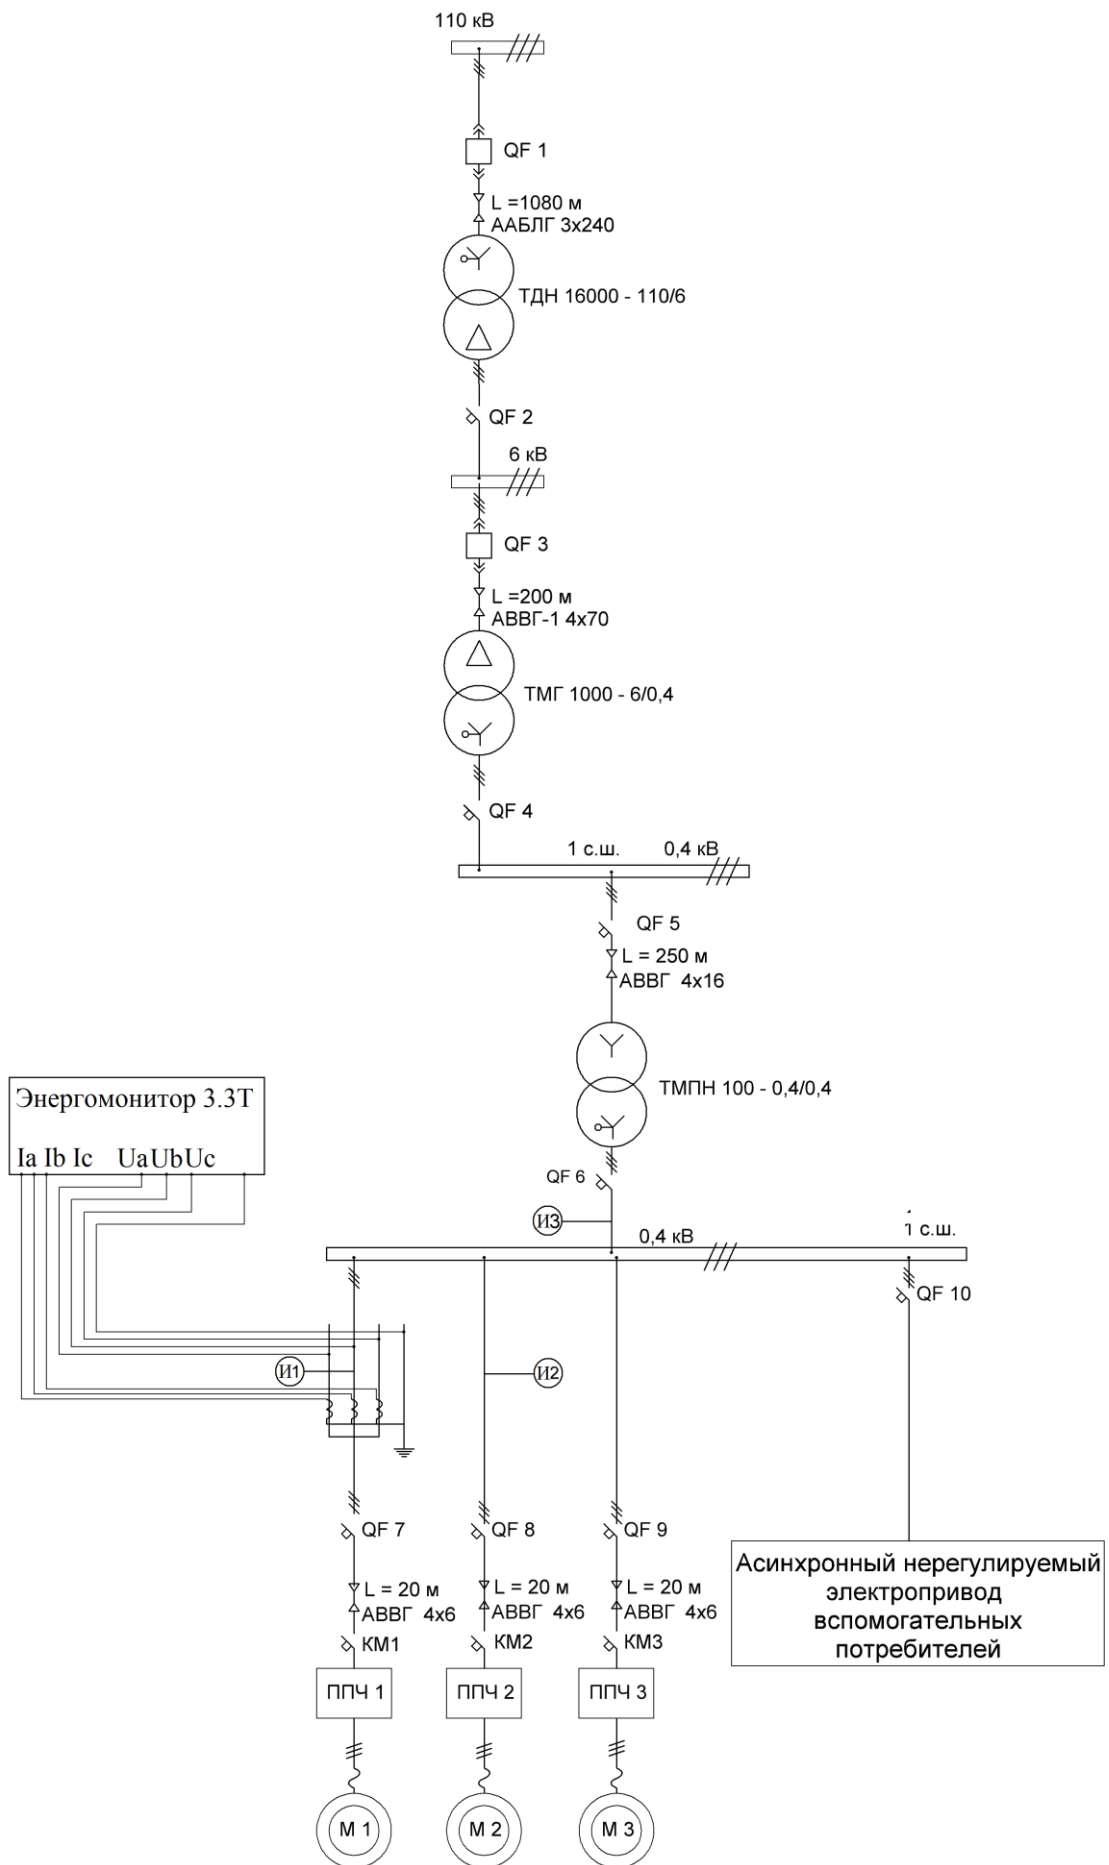 110 кВ
QF 1
L =1080 м
ААБЛГ 3х240
ТДН 16000 - 110/6
QF 2
6 кВ
QF 3
L =200 м
АВВГ-1 4х70
ТМГ 1000 - 6/0,4
QF 4
1 с.ш. 0,4 кВ
QF 5
L = 250 м
АВВГ 4х16
ТМПН 100 - 0,4/0,4
Энергомонитор 3.3Т
Ia Ib Ic Ua Ub Uc
QF 6
И3
0,4 кВ
1 с.ш.
QF 10
И1
И2
QF 7
QF 8
QF 9
L = 20 м
АВВГ 4х6
L = 20 м
АВВГ 4х6
L = 20 м
АВВГ 4х6
КМ1
КМ2
КМ3
Асинхронный нерегулируемый
электропривод
вспомогательных
потребителей
ППЧ 1
ППЧ 2
ППЧ 3
М 1
М 2
М 3